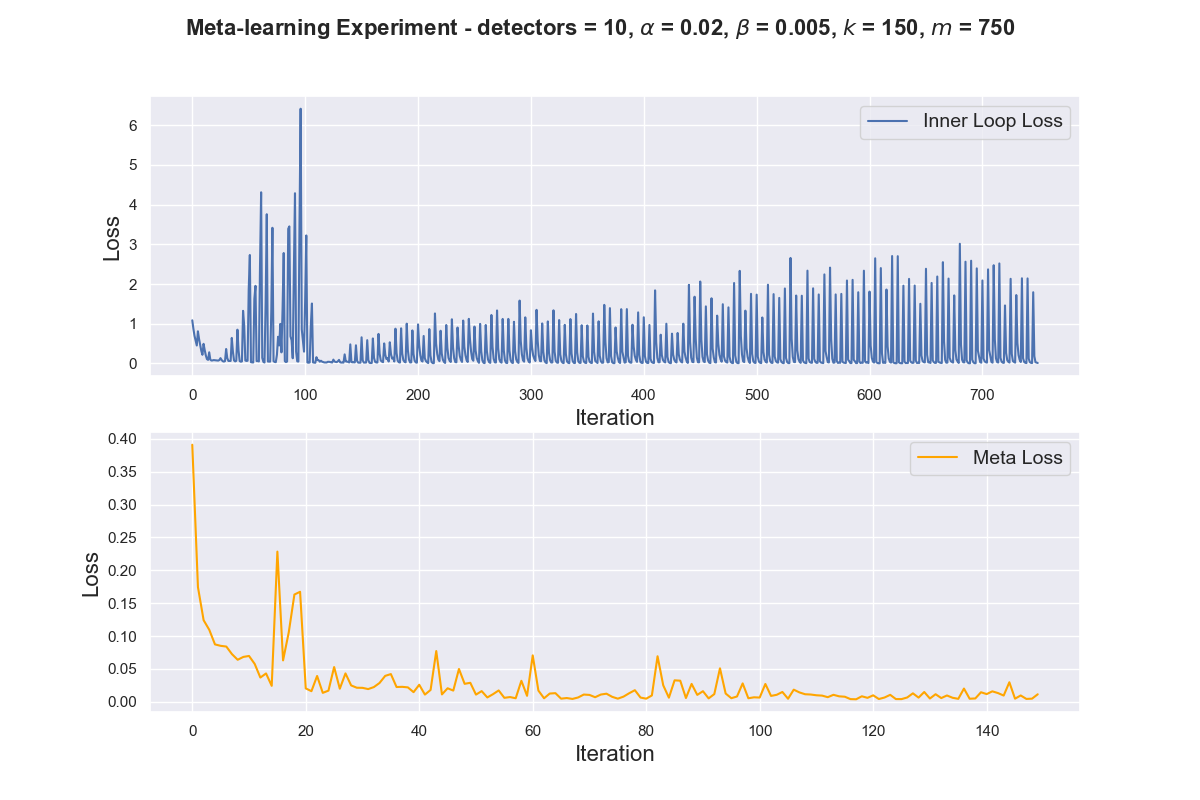 Meta-learning Experiment - detectors = 10, α = 0.02, β = 0.005, k = 150, m = 750
Inner Loop Loss
Loss
6
5
4
3
2
1
0
0 100 200 300 400 500 600 700
Iteration
Meta Loss
Loss
0.40
0.35
0.30
0.25
0.20
0.15
0.10
0.05
0.00
0 20 40 60 80 100 120 140
Iteration